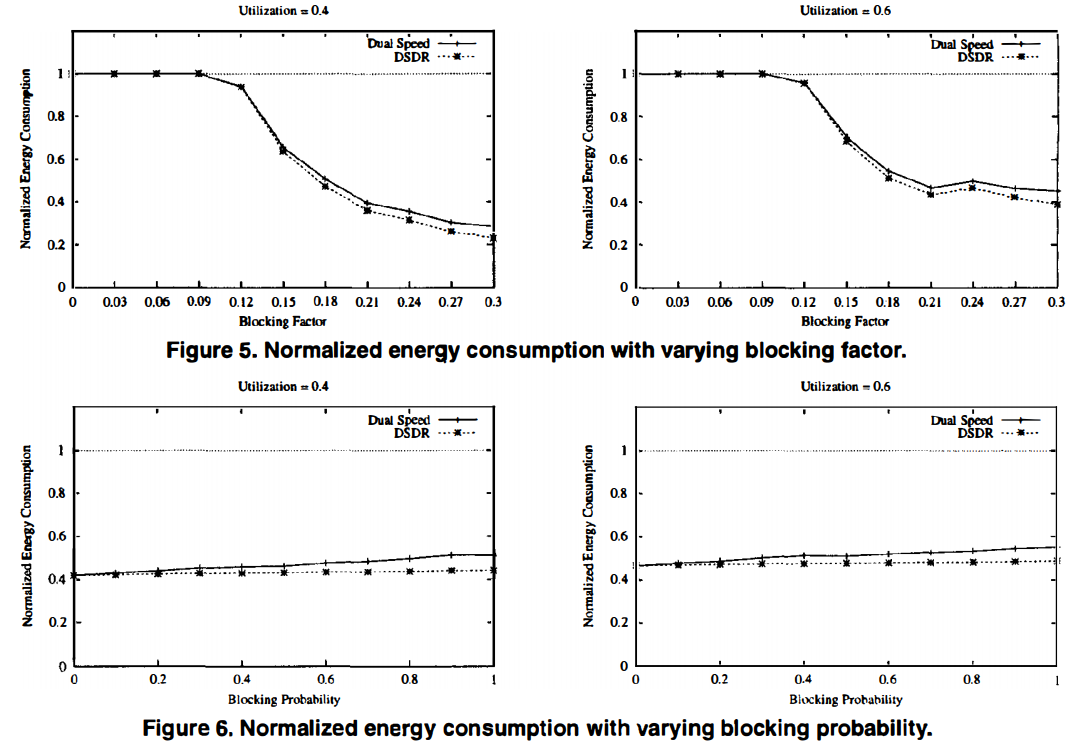 Utilization = 0.4
Dual Speed
DSDR
Normalized Energy Consumption
1
0.8
0.6
0.4
0.2
0
0 0.03 0.06 0.09 0.12 0.15 0.18 0.21 0.24 0.27 0.3
Blocking Factor
Utilization = 0.6
Dual Speed
DSDR
Normalized Energy Consumption
1
0.8
0.6
0.4
0.2
0
0 0.03 0.06 0.09 0.12 0.15 0.18 0.21 0.24 0.27 0.3
Blocking Factor
Figure 5. Normalized energy consumption with varying blocking factor.
Utilization = 0.4
Dual Speed
DSDR
Normalized Energy Consumption
1
0.8
0.6
0.4
0.2
0
0 0.2 0.4 0.6 0.8 1
Blocking Probability
Utilization = 0.6
Dual Speed
DSDR
Normalized Energy Consumption
1
0.8
0.6
0.4
0.2
0
0 0.2 0.4 0.6 0.8 1
Blocking Probability
Figure 6. Normalized energy consumption with varying blocking probability.